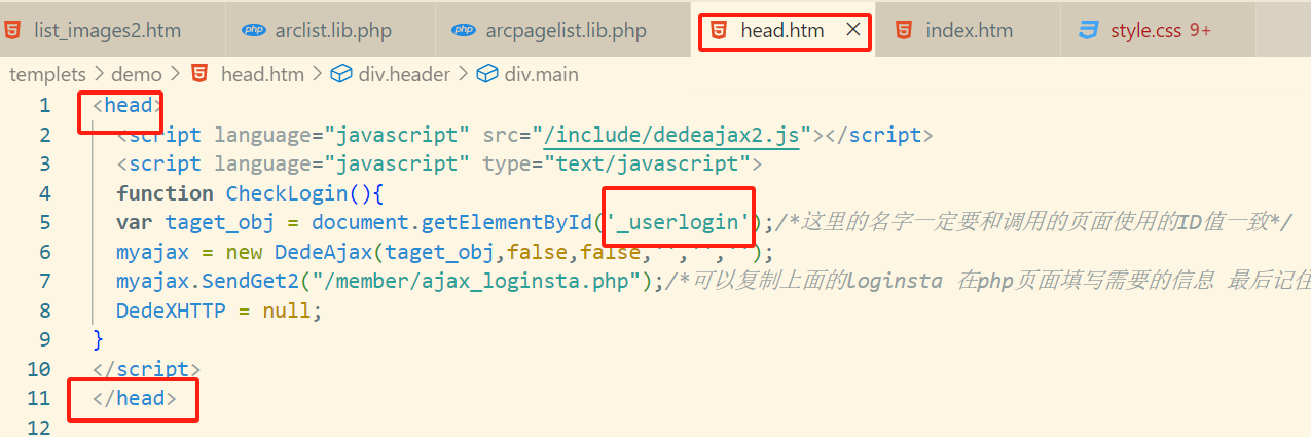 list_images2.htm php arclist.lib.php php arcpagelist.lib.php head.htm index.htm style.css 9+
templets > demo > head.htm > div.header > div.main
1 <head>
2 <script language="javascript" src="/include/dedeajax2.js"></script>
3 <script language="javascript" type="text/javascript">
4 function CheckLogin(){
5 var taget_obj = document.getElementById('_userlogin');/*这里的名字一定要和调用的页面使用的ID值一致*/
6 myajax = new DedeAjax(taget_obj,false,false,'','','');
7 myajax.SendGet2("/member/ajax_loginsta.php");/*可以复制上面的loginsta 在php页面填写需要的信息 最后记住
8 DedeXHTTP = null;
9 }
10 </script>
11 </head>
12